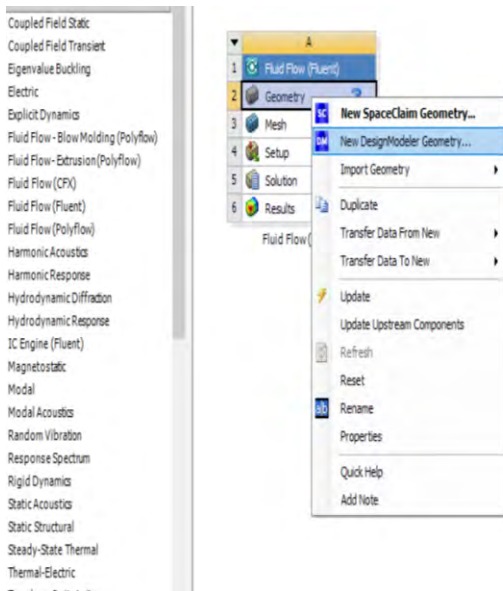 Coupled Field Static
Coupled Field Transient
Eigenvalue Buckling
Electric
Explicit Dynamics
Fluid Flow - Blow Molding (Polyflow)
Fluid Flow - Extrusion (Polyflow)
Fluid Flow (CFX)
Fluid Flow (Fluent)
Fluid Flow (Polyflow)
Harmonic Acoustics
Harmonic Response
Hydrodynamic Diffraction
Hydrodynamic Response
IC Engine (Fluent)
Magnetostatic
Modal
Modal Acoustics
Random Vibration
Response Spectrum
Rigid Dynamics
Static Acoustics
Static Structural
Steady-State Thermal
Thermal-Electric
A
1 Fluid Flow (Fluent)
2 Geometry ?
3 Mesh
4 Setup
5 Solution
6 Results
Fluid Flow (
SC New SpaceClaim Geometry...
DM New DesignModeler Geometry...
Import Geometry
Duplicate
Transfer Data From New
Transfer Data To New
Update
Update Upstream Components
Refresh
Reset
ab Rename
Properties
Quick Help
Add Note